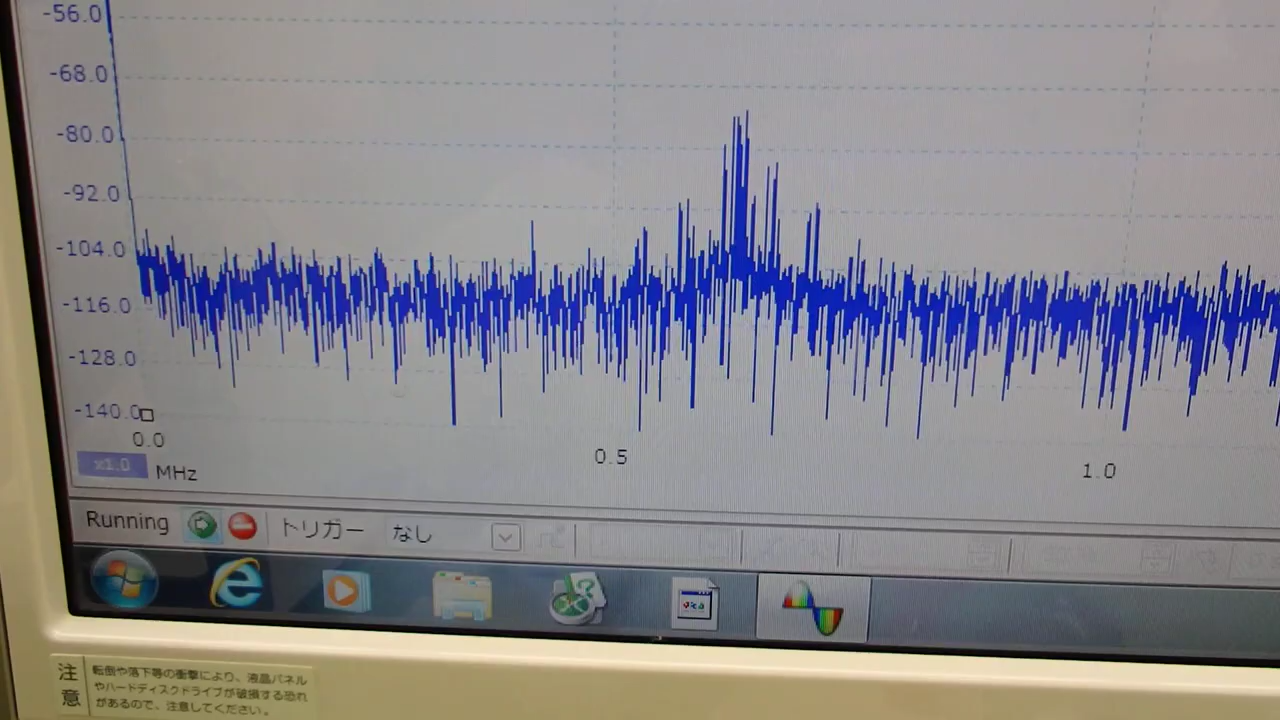 -56.0
-68.0
-80.0
-92.0
-104.0
-116.0
-128.0
-140.0
0.0
0.5
1.0
x1.0
MHz
Running
トリガー
なし
注意
転倒や落下等の衝撃により、液晶パネル
やハードディスクドライブが破損する恐れ
があるので、注意してください。